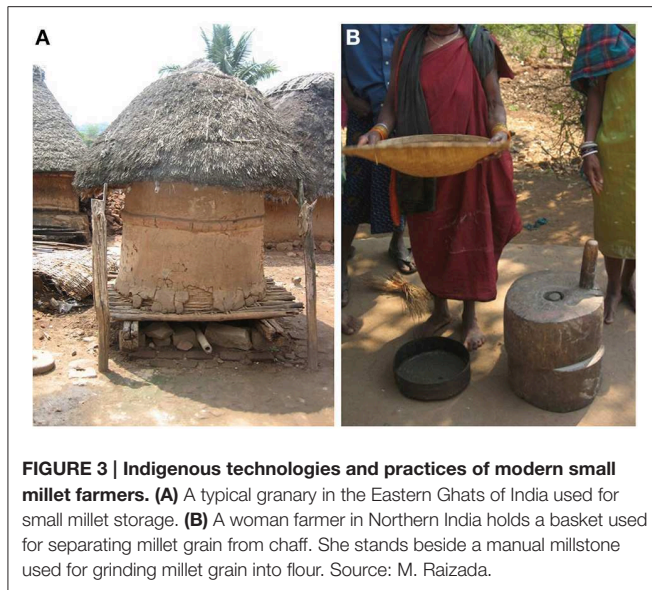 A
B
FIGURE 3 | Indigenous technologies and practices of modern small
millet farmers. (A) A typical granary in the Eastern Ghats of India used for
small millet storage. (B) A woman farmer in Northern India holds a basket used
for separating millet grain from chaff. She stands beside a manual millstone
used for grinding millet grain into flour. Source: M. Raizada.